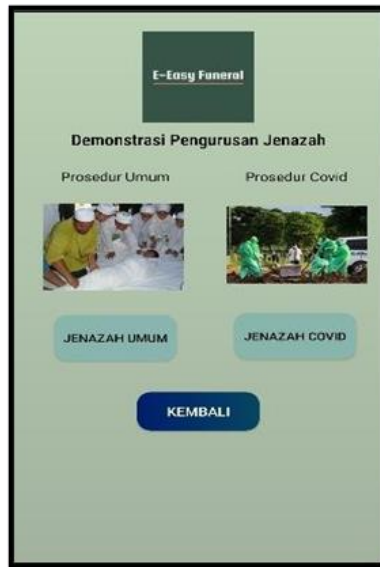 E-Easy Funeral
Demonstrasi Pengurusan Jenazah
Prosedur Umum
Prosedur Covid
JENAZAH UMUM
JENAZAH COVID
KEMBALI